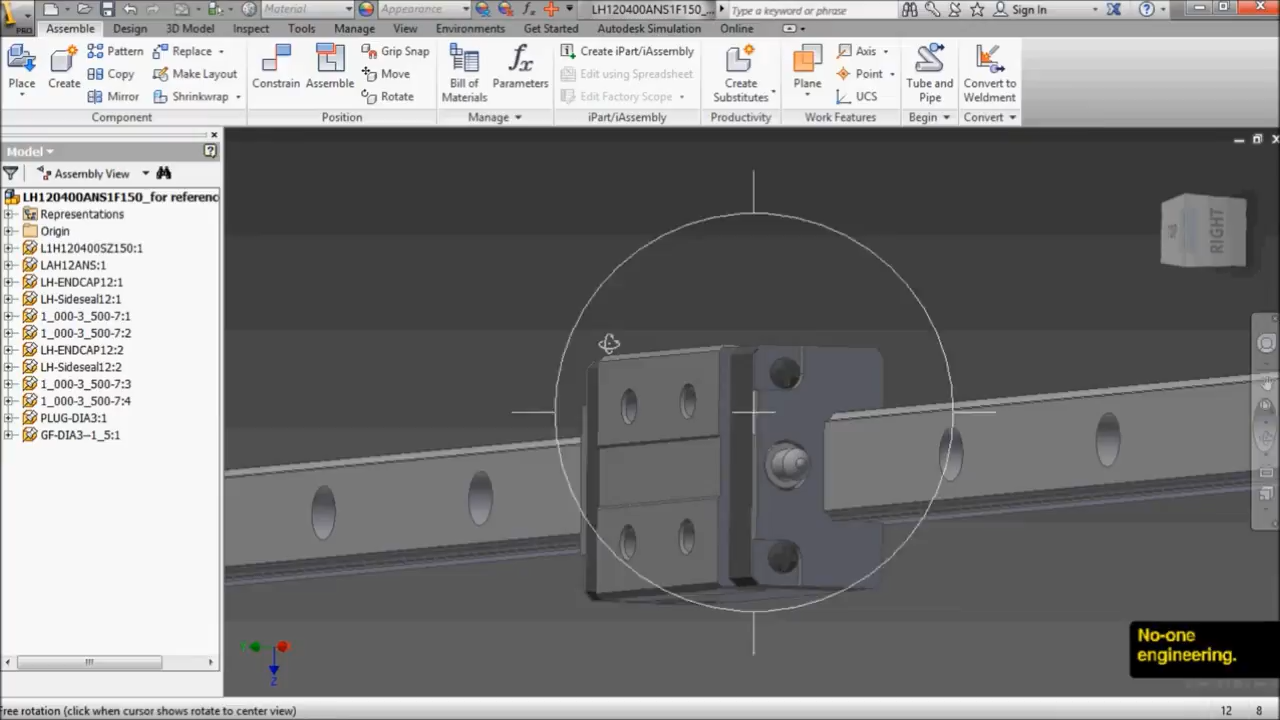 Material
Appearance
LH120400ANS1F150_...
Type a keyword or phrase
Sign In
PRO
Assemble Design 3D Model Inspect Tools Manage View Environments Get Started Autodesk Simulation Online
Place
Create
Pattern
Copy
Mirror
Replace
Make Layout
Shrinkwrap
Component
Constrain
Assemble
Grip Snap
Move
Rotate
Position
Bill of
Materials
Parameters
Manage
Create iPart/iAssembly
Edit using Spreadsheet
Edit Factory Scope
iPart/iAssembly
Create
Substitutes
Productivity
Plane
Axis
Point
UCS
Work Features
Tube and
Pipe
Begin
Convert to
Weldment
Convert
Model
Assembly View
LH120400ANS1F150_for referenc
Representations
Origin
L1H120400SZ150:1
LAH12ANS:1
LH-ENDCAP12:1
LH-Sideseal12:1
1_000-3_500-7:1
1_000-3_500-7:2
LH-ENDCAP12:2
LH-Sideseal12:2
1_000-3_500-7:3
1_000-3_500-7:4
PLUG-DIA3:1
GF-DIA3--1_5:1
RIGHT
Z
No-one
engineering.
Free rotation (click when cursor shows rotate to center view)
12 8